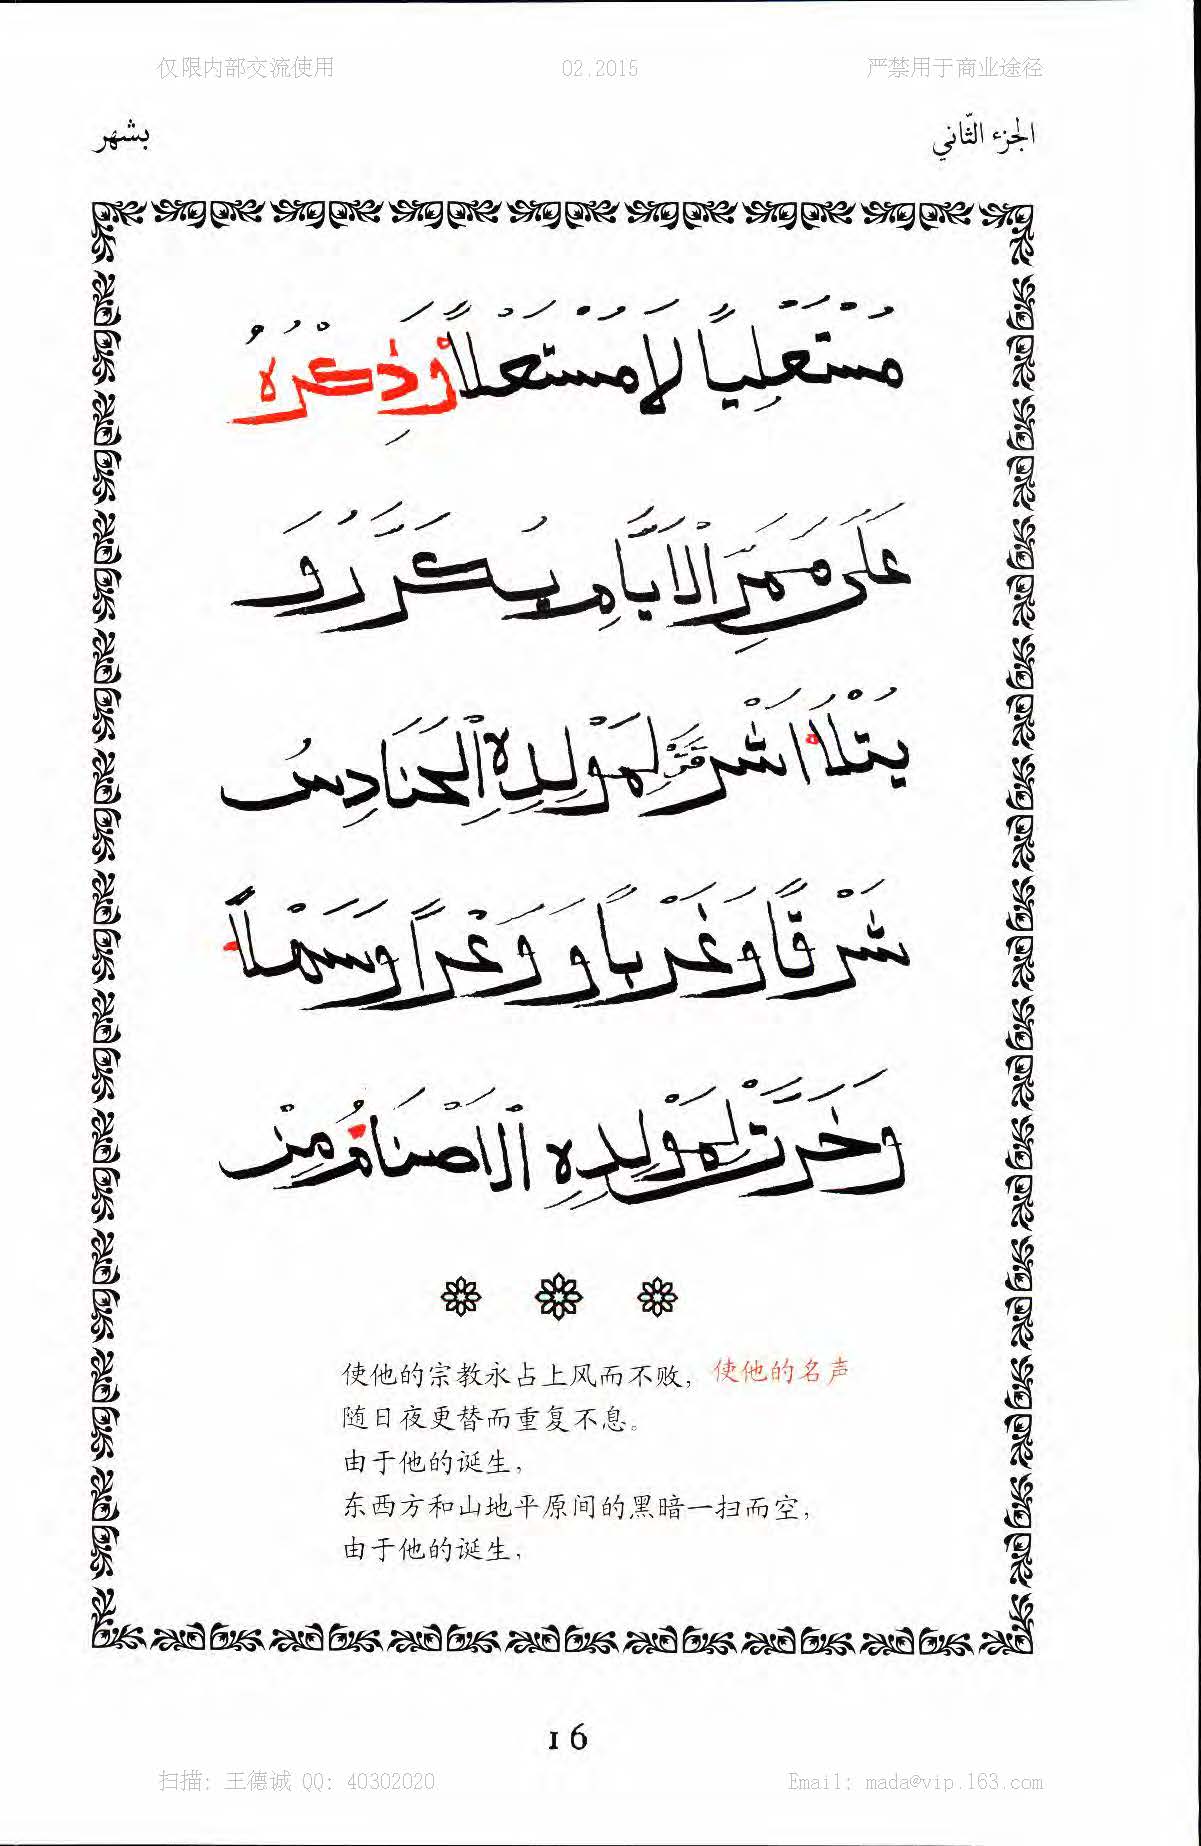 仅限内部交流使用 02.2015 严禁用于商业途径
الجزء الثّاني بشهر
مُسْتَعْلِيًا لَا مُسْتَعْلًا وَذِكْرُهُ
عَلَى مَمَرِّ الْاَيَّامِ يُكَرَّرُ وَ
يُتْلَا اَشْرَقَتْ لِمَوْلِدِهِ الْحَنَادِسُ
شَرْقًا وَغَرْبًا وَ وَعْرًا وَسَهْلًا
وَخَرَّتْ لِمَوْلِدِهِ الْاَصْنَامُ مِنْ
使他的宗教永占上风而不败，使他的名声
随日夜更替而重复不息。
由于他的诞生，
东西方和山地平原间的黑暗一扫而空，
由于他的诞生，
16
扫描: 王德诚 QQ: 40302020 Email: mada@vip.163.com